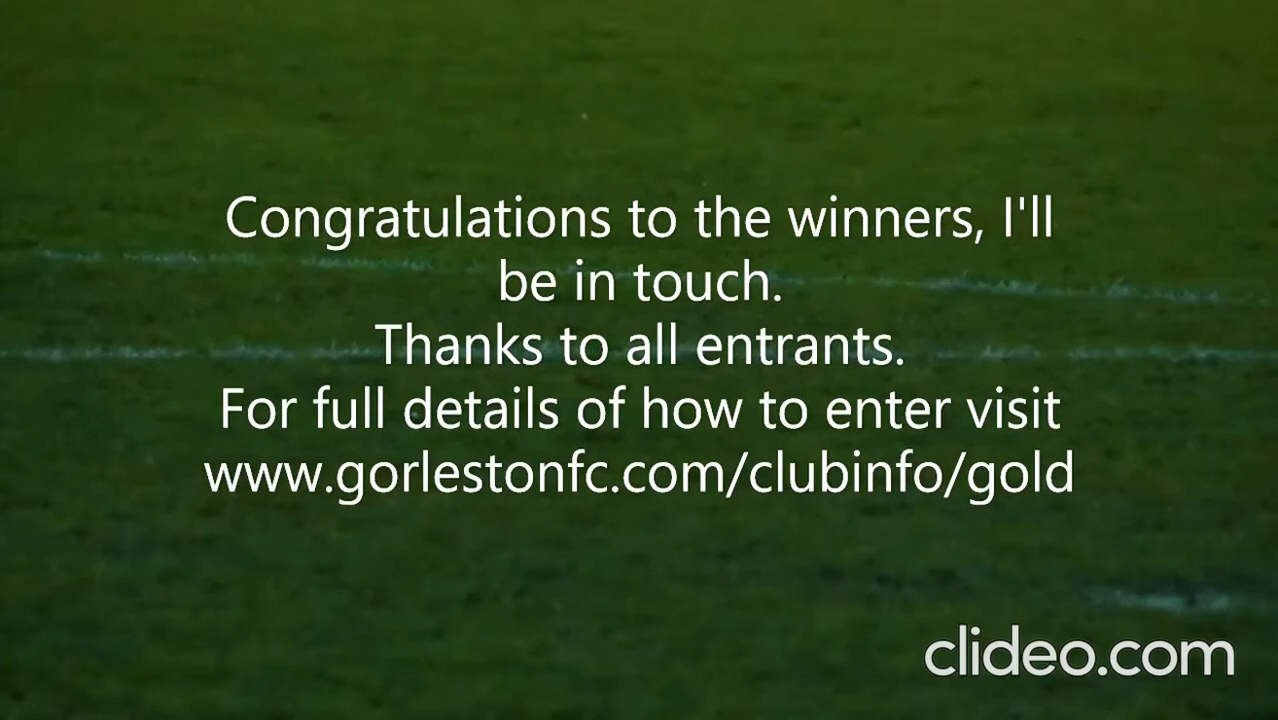 Congratulations to the winners, I'll
be in touch.
Thanks to all entrants.
For full details of how to enter visit
www.gorlestonfc.com/clubinfo/gold
clideo.com